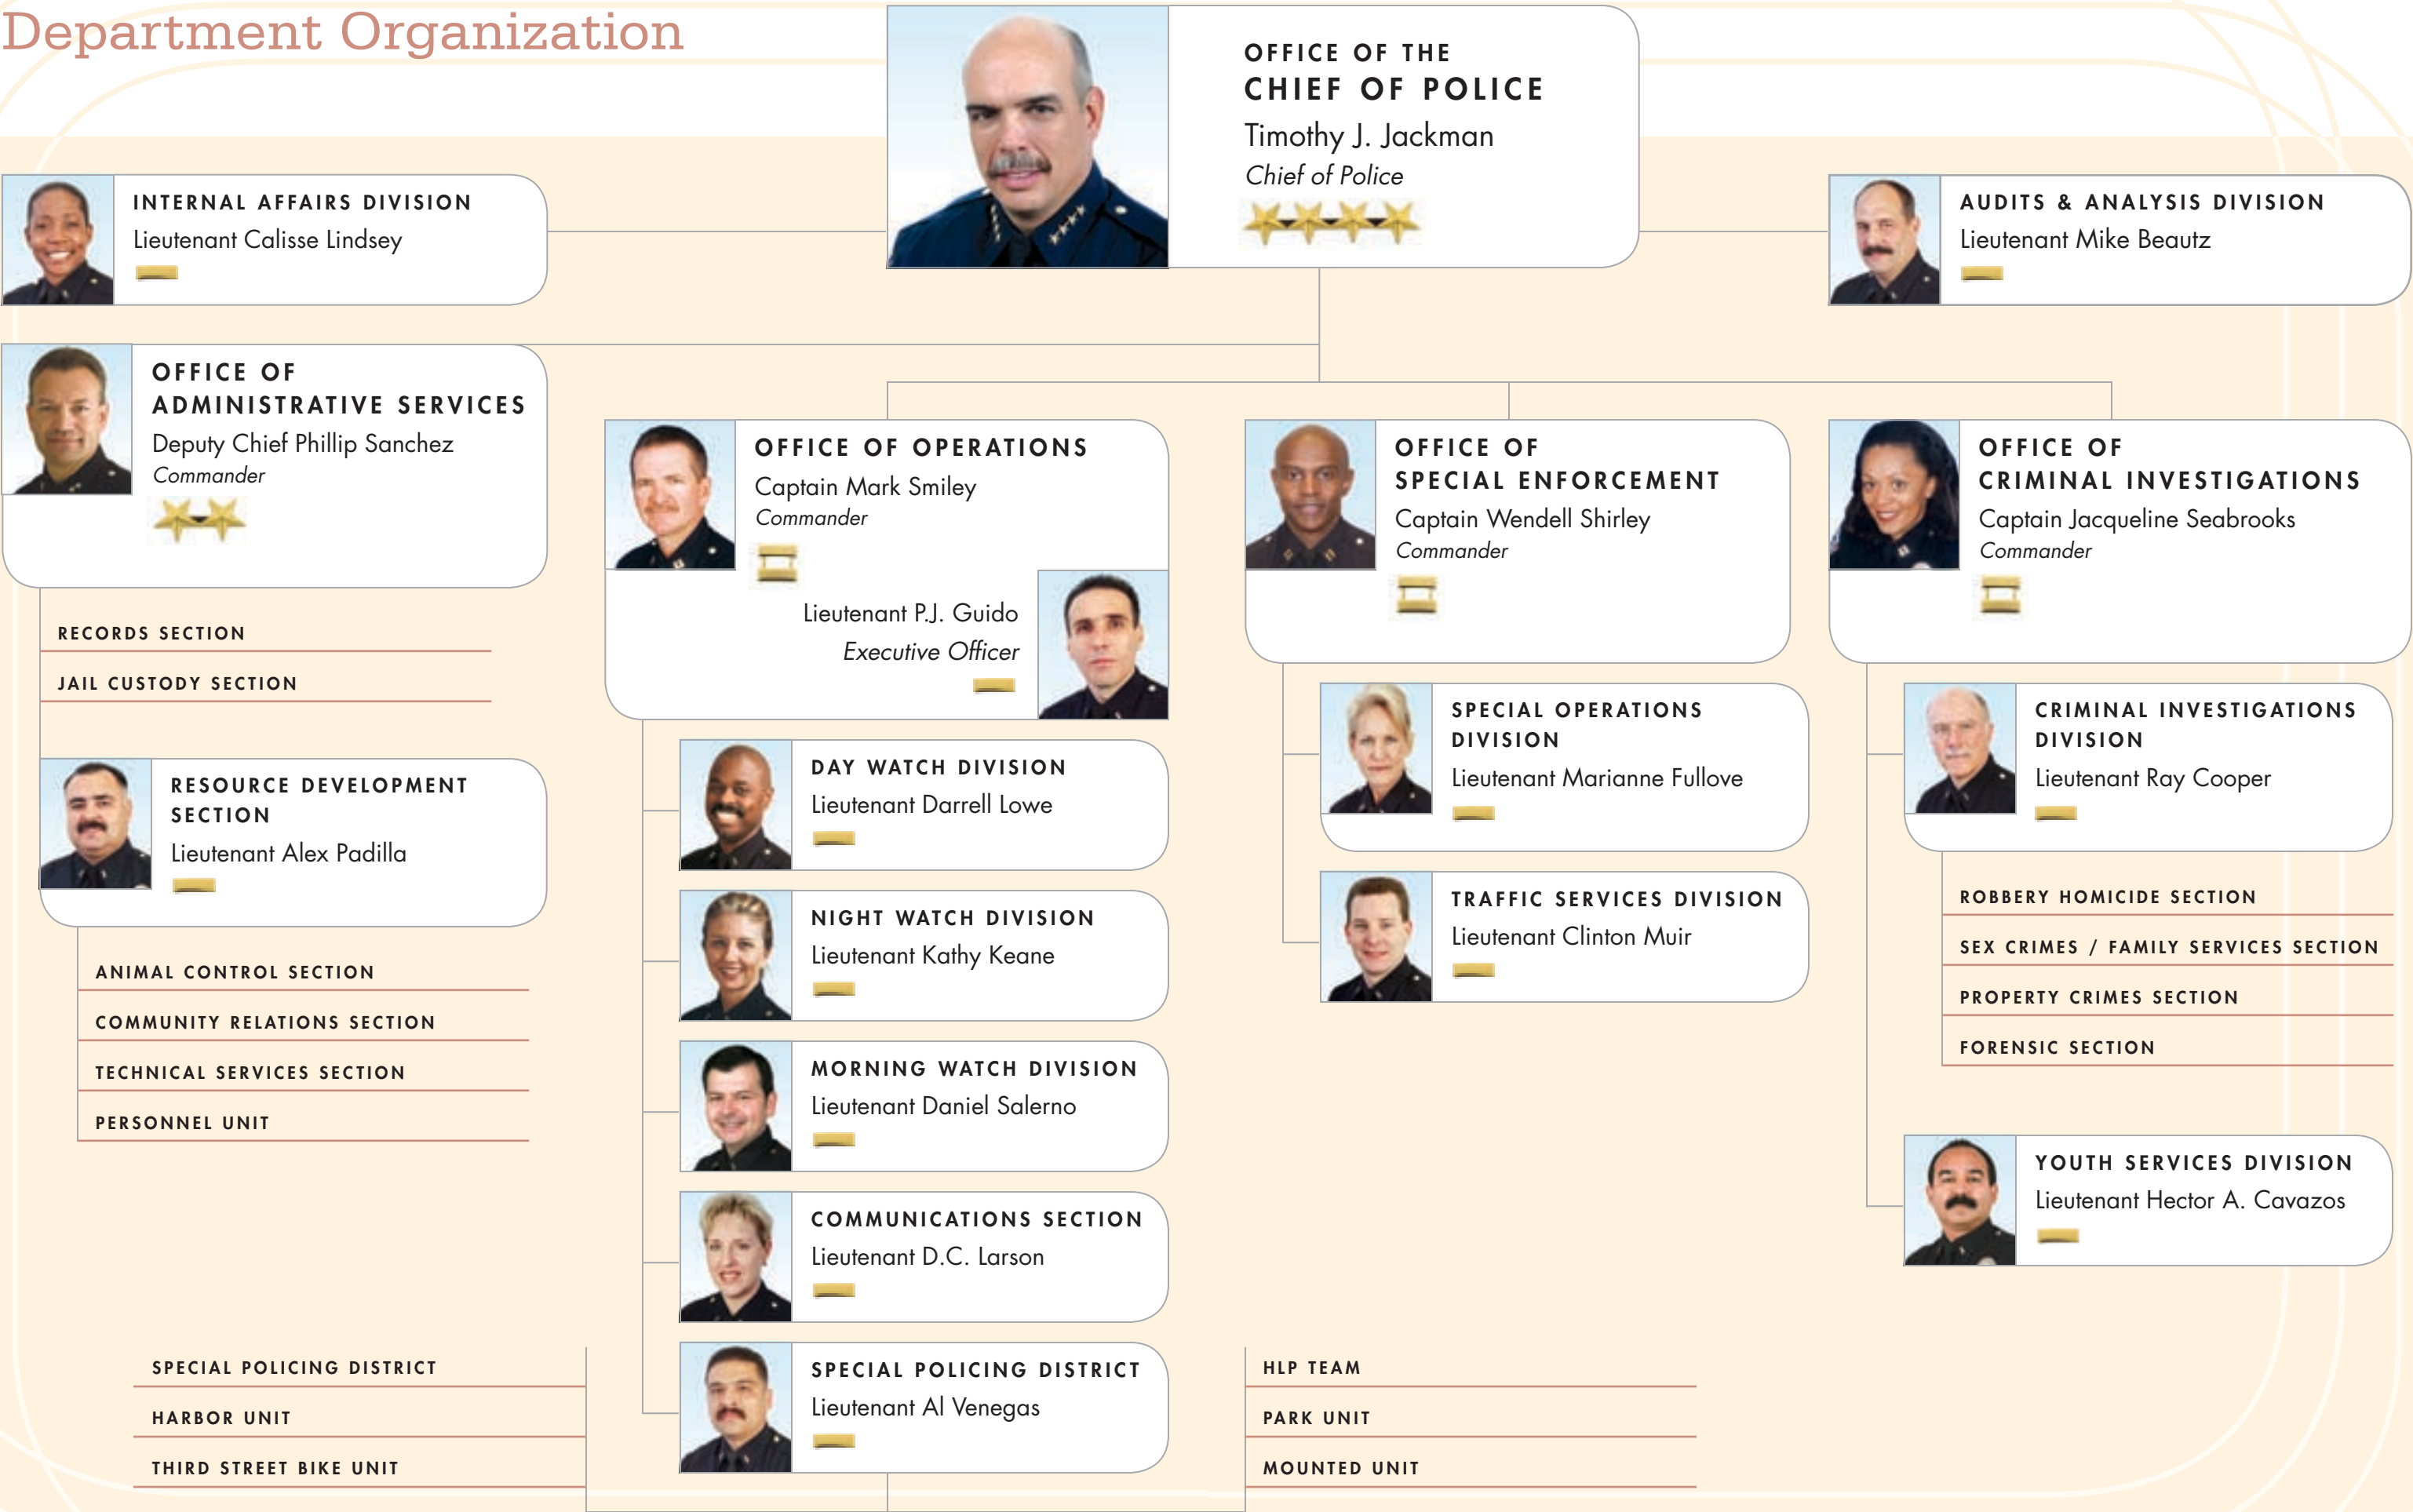 Department Organization
OFFICE OF THE
CHIEF OF POLICE
Timothy J. Jackman
Chief of Police
INTERNAL AFFAIRS DIVISION
Lieutenant Calisse Lindsey
AUDITS & ANALYSIS DIVISION
Lieutenant Mike Beautz
OFFICE OF
ADMINISTRATIVE SERVICES
Deputy Chief Phillip Sanchez
Commander
RECORDS SECTION
JAIL CUSTODY SECTION
RESOURCE DEVELOPMENT
SECTION
Lieutenant Alex Padilla
ANIMAL CONTROL SECTION
COMMUNITY RELATIONS SECTION
TECHNICAL SERVICES SECTION
PERSONNEL UNIT
OFFICE OF OPERATIONS
Captain Mark Smiley
Commander
Lieutenant P.J. Guido
Executive Officer
DAY WATCH DIVISION
Lieutenant Darrell Lowe
NIGHT WATCH DIVISION
Lieutenant Kathy Keane
MORNING WATCH DIVISION
Lieutenant Daniel Salerno
COMMUNICATIONS SECTION
Lieutenant D.C. Larson
SPECIAL POLICING DISTRICT
Lieutenant Al Venegas
SPECIAL POLICING DISTRICT
HARBOR UNIT
THIRD STREET BIKE UNIT
HLP TEAM
PARK UNIT
MOUNTED UNIT
OFFICE OF
SPECIAL ENFORCEMENT
Captain Wendell Shirley
Commander
SPECIAL OPERATIONS
DIVISION
Lieutenant Marianne Fullove
TRAFFIC SERVICES DIVISION
Lieutenant Clinton Muir
OFFICE OF
CRIMINAL INVESTIGATIONS
Captain Jacqueline Seabrooks
Commander
CRIMINAL INVESTIGATIONS
DIVISION
Lieutenant Ray Cooper
ROBBERY HOMICIDE SECTION
SEX CRIMES / FAMILY SERVICES SECTION
PROPERTY CRIMES SECTION
FORENSIC SECTION
YOUTH SERVICES DIVISION
Lieutenant Hector A. Cavazos